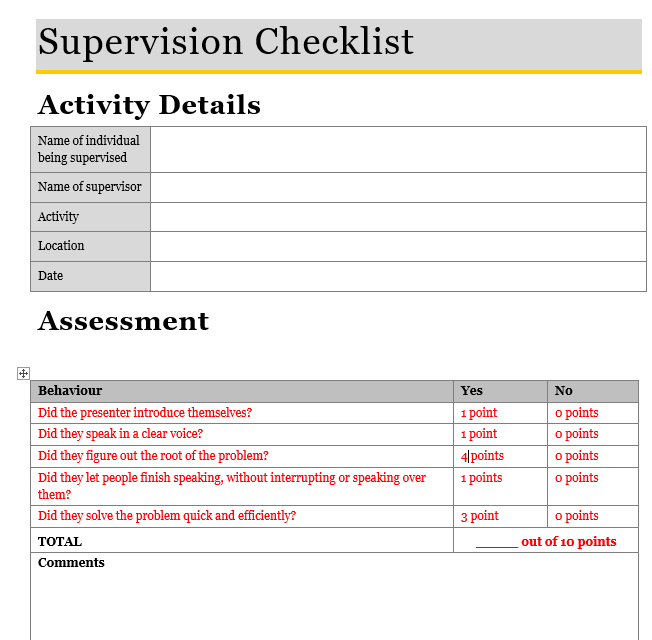 Supervision Checklist
Activity Details
Name of individual
being supervised
Name of supervisor
Activity
Location
Date
Assessment
Behaviour Yes No
Did the presenter introduce themselves? 1 point 0 points
Did they speak in a clear voice? 1 point 0 points
Did they figure out the root of the problem? 4 points 0 points
Did they let people finish speaking, without interrupting or speaking over 1 points 0 points
them?
Did they solve the problem quick and efficiently? 3 point 0 points
TOTAL ______ out of 10 points
Comments